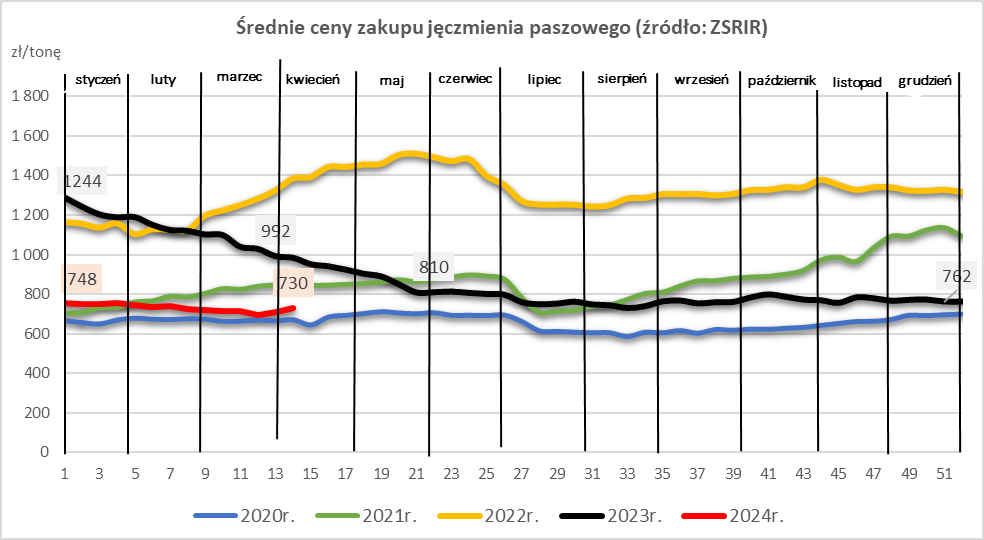 Średnie ceny zakupu jęczmienia paszowego (źródło: ZSRIR)
zł/tonę
styczeń luty marzec kwiecień maj czerwiec lipiec sierpień wrzesień październik listopad grudzień
1 800
1 600
1 400
1244
1 200
992
1 000
748 730 810 762
800
600
400
200
0
1 3 5 7 9 11 13 15 17 19 21 23 25 27 29 31 33 35 37 39 41 43 45 47 49 51
2020r. 2021r. 2022r. 2023r. 2024r.